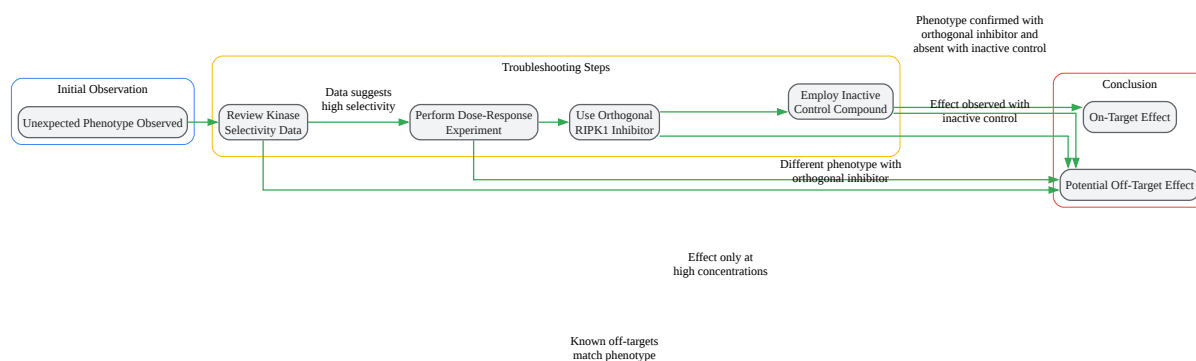 Phenotype confirmed with
orthogonal inhibitor and
absent with inactive control
Initial Observation
Troubleshooting Steps
Conclusion
Unexpected Phenotype Observed
Review Kinase
Selectivity Data
Data suggests
high selectivity
Perform Dose-Response
Experiment
Use Orthogonal
RIPK1 Inhibitor
Employ Inactive
Control Compound
Effect observed with
inactive control
On-Target Effect
Different phenotype with
orthogonal inhibitor
Potential Off-Target Effect
Effect only at
high concentrations
Known off-targets
match phenotype